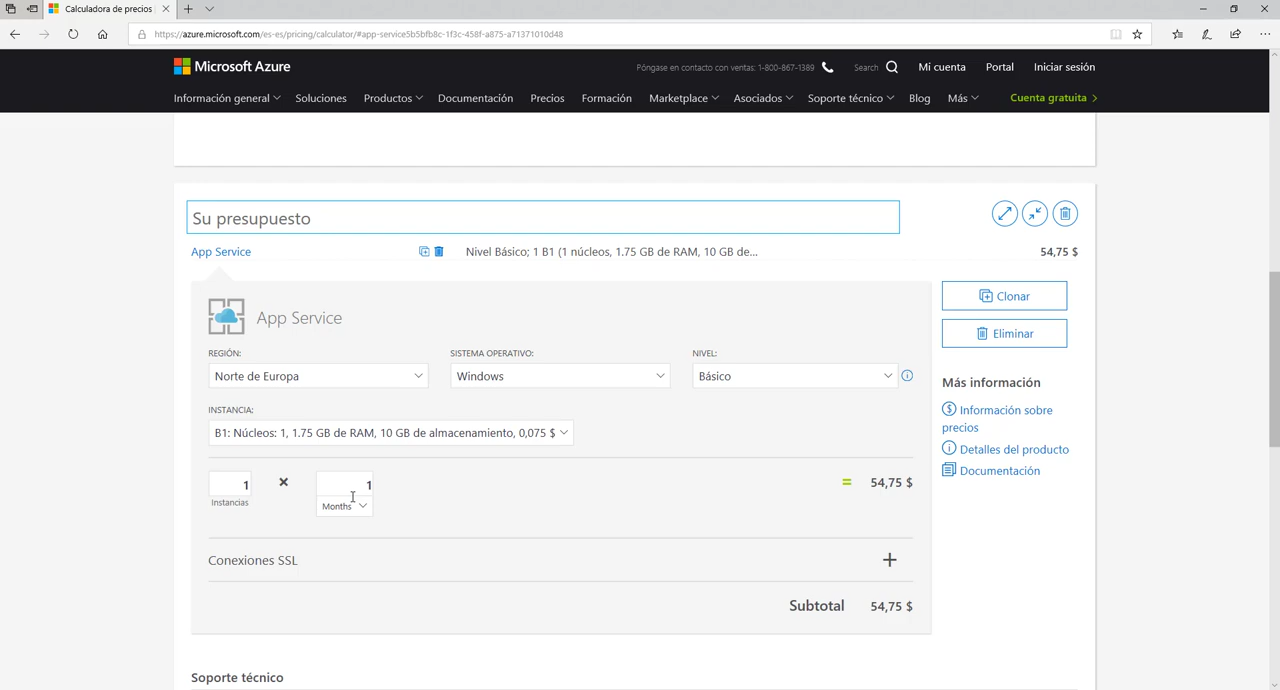 Calculadora de precios
https://azure.microsoft.com/es-es/pricing/calculator/#app-service5b5bfb8c-1f3c-458f-a875-a71371010d48
Microsoft Azure
Póngase en contacto con ventas: 1-800-867-1389
Search
Mi cuenta
Portal
Iniciar sesión
Información general
Soluciones
Productos
Documentación
Precios
Formación
Marketplace
Asociados
Soporte técnico
Blog
Más
Cuenta gratuita
Su presupuesto
App Service
Nivel Básico; 1 B1 (1 núcleos, 1.75 GB de RAM, 10 GB de...
54,75 $
App Service
Clonar
Eliminar
REGIÓN:
SISTEMA OPERATIVO:
NIVEL:
Norte de Europa
Windows
Básico
Más información
Información sobre
precios
Detalles del producto
Documentación
INSTANCIA:
B1: Núcleos: 1, 1.75 GB de RAM, 10 GB de almacenamiento, 0,075 $
1
Instancias
×
1
Months
=
54,75 $
Conexiones SSL
+
Subtotal
54,75 $
Soporte técnico